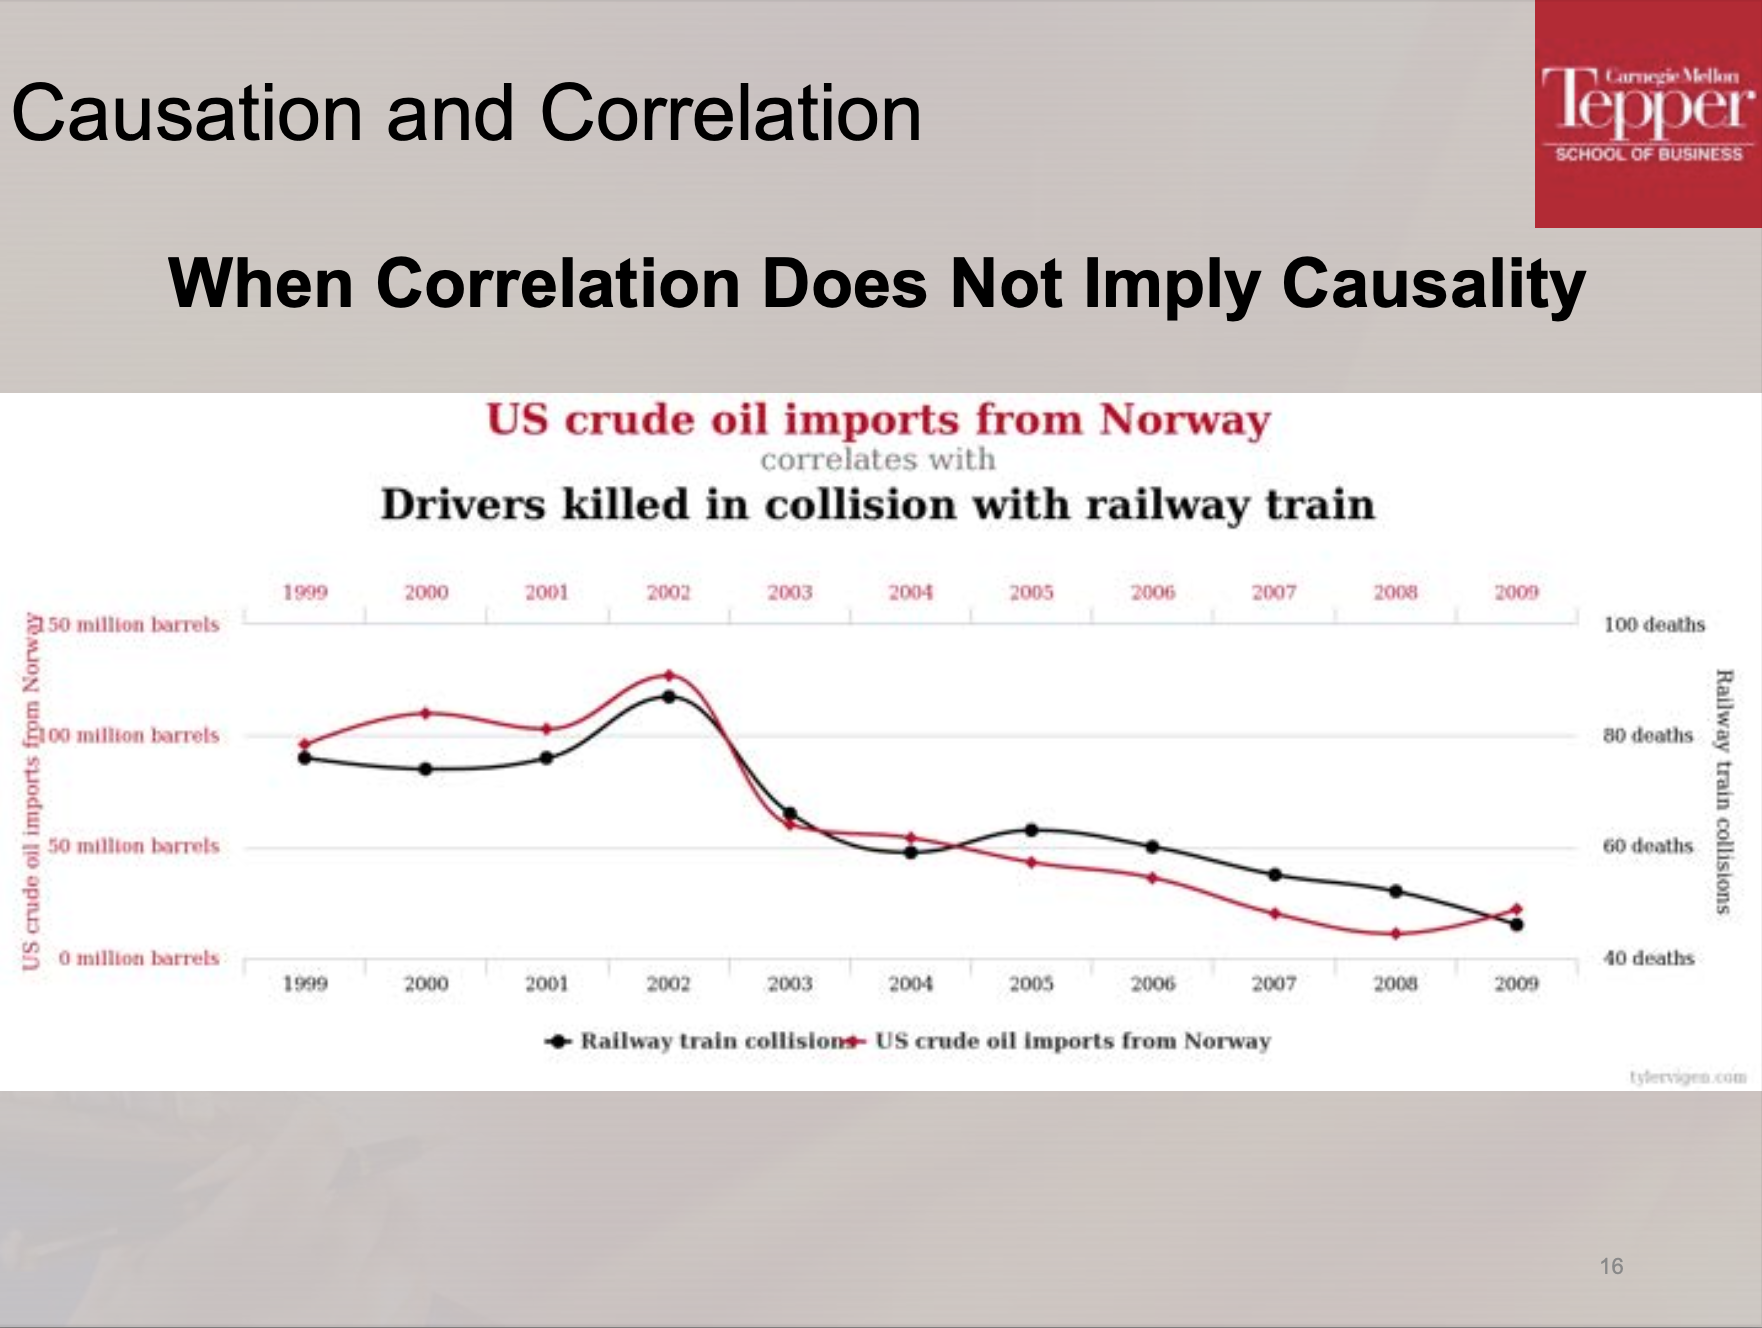 Causation and Correlation
Carnegie Mellon
Tepper
SCHOOL OF BUSINESS
When Correlation Does Not Imply Causality
US crude oil imports from Norway
correlates with
Drivers killed in collision with railway train
1999 2000 2001 2002 2003 2004 2005 2006 2007 2008 2009
150 million barrels
100 million barrels
50 million barrels
0 million barrels
US crude oil imports from Norway
100 deaths
80 deaths
60 deaths
40 deaths
Railway train collisions
1999 2000 2001 2002 2003 2004 2005 2006 2007 2008 2009
Railway train collisions US crude oil imports from Norway
tylervigen.com
16